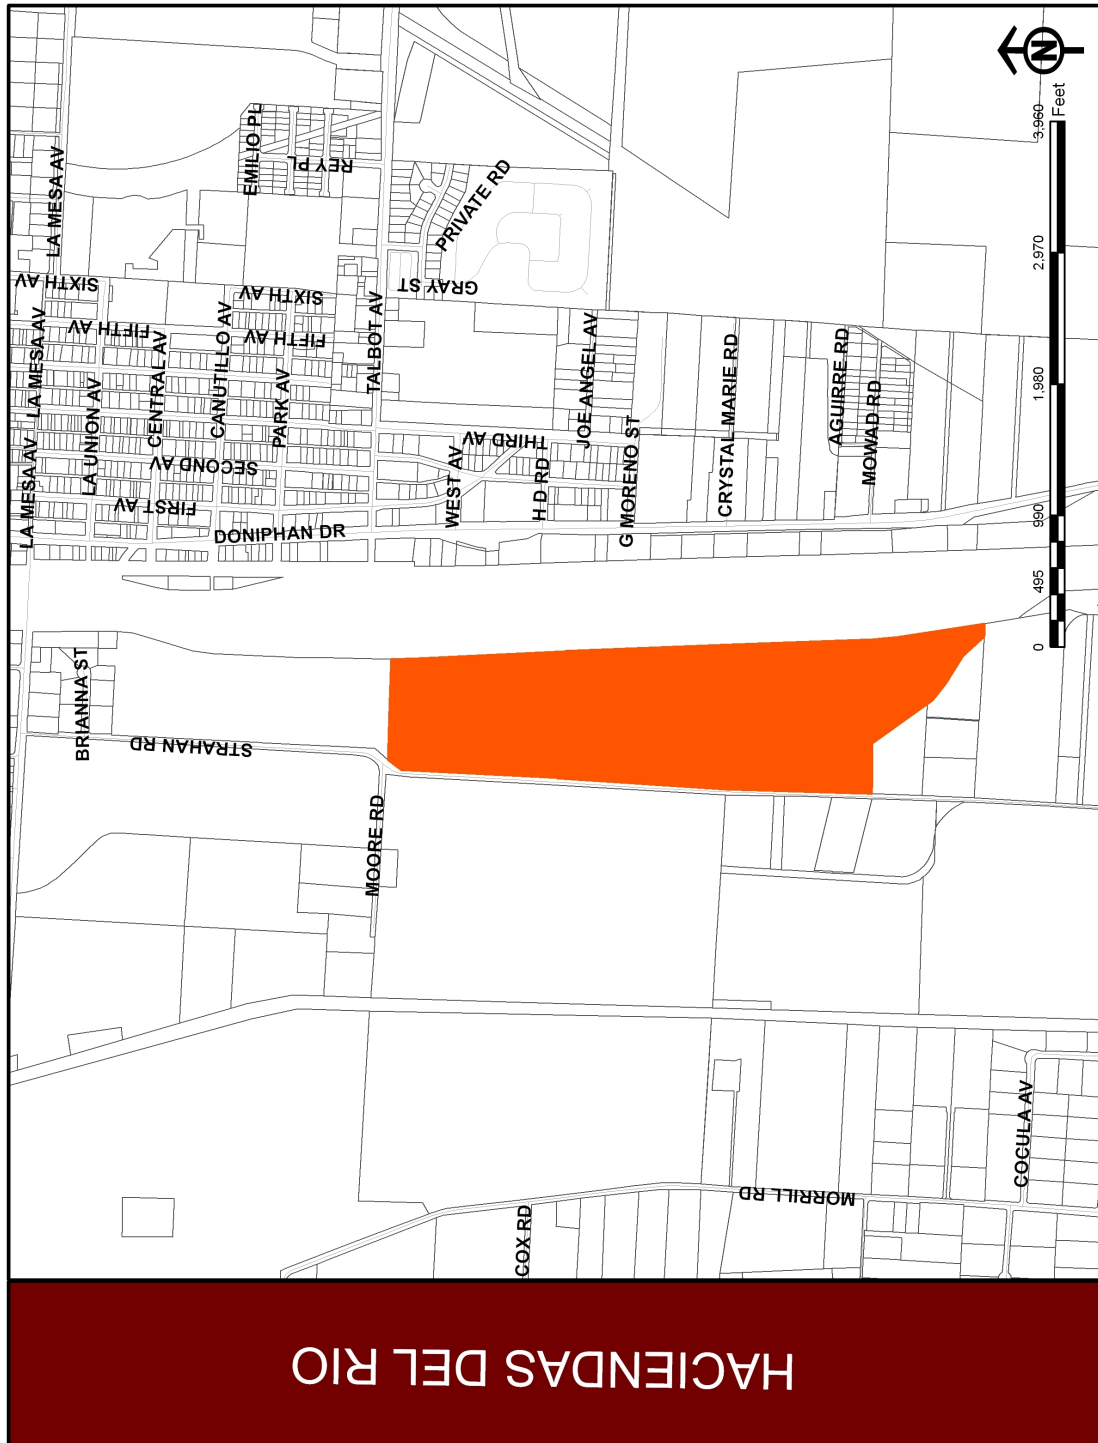 LA MESA AV
EMILIO PL
REY PL
PRIVATE RD
GRAY ST
SIXTH AV
SIXTH AV
LA MESA AV
FIFTH AV
FIFTH AV
CENTRAL AV
CANUTILLO AV
TALBOT AV
PARK AV
LA UNION AV
LA MESA AV
SECOND AV
THIRD AV
FIRST AV
WEST AV
H D RD
JOE ANGEL AV
G MORENO ST
CRYSTAL MARIE RD
AGUIRRE RD
MOWAD RD
DONIPHAN DR
BRIANNA ST
STRAHAN RD
MOORE RD
MORRILL RD
COX RD
COCULA AV
N
0 495 990 1,980 2,970 3,960
Feet
HACIENDAS DEL RIO